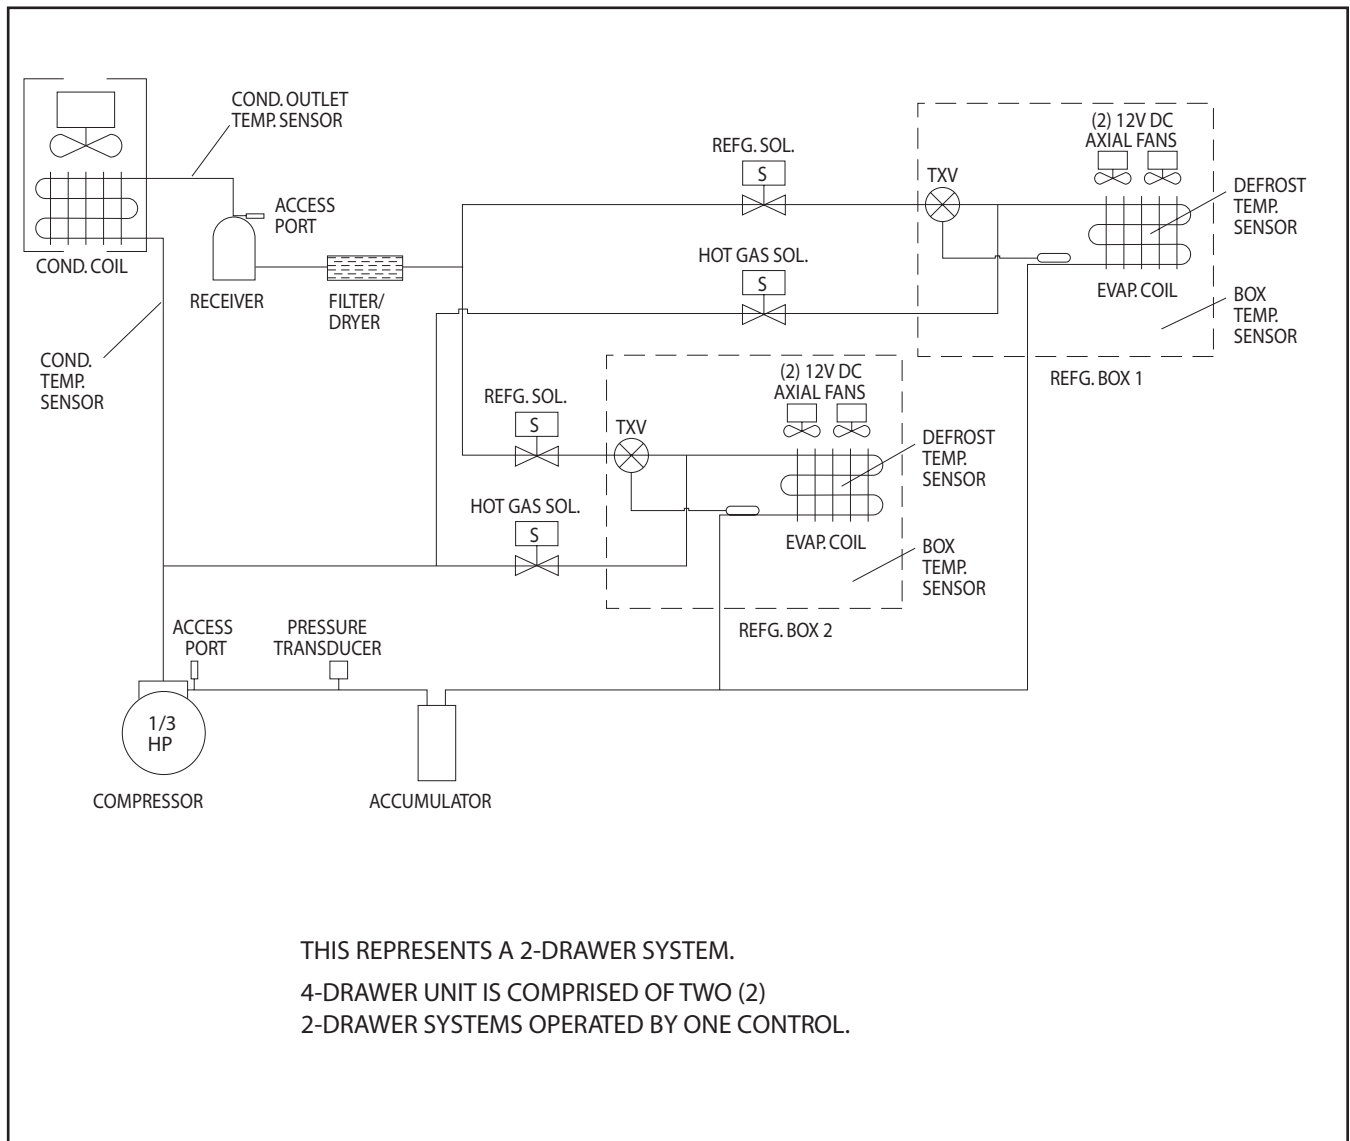 COND. OUTLET
TEMP. SENSOR
ACCESS
PORT
COND. COIL
RECEIVER
FILTER/
DRYER
COND.
TEMP.
SENSOR
REFG. SOL.
S
HOT GAS SOL.
S
TXV
(2) 12V DC
AXIAL FANS
DEFROST
TEMP.
SENSOR
EVAP. COIL
BOX
TEMP.
SENSOR
REFG. BOX 1
REFG. SOL.
S
HOT GAS SOL.
S
TXV
(2) 12V DC
AXIAL FANS
DEFROST
TEMP.
SENSOR
EVAP. COIL
BOX
TEMP.
SENSOR
REFG. BOX 2
ACCESS
PORT
PRESSURE
TRANSDUCER
1/3
HP
COMPRESSOR
ACCUMULATOR
THIS REPRESENTS A 2-DRAWER SYSTEM.
4-DRAWER UNIT IS COMPRISED OF TWO (2)
2-DRAWER SYSTEMS OPERATED BY ONE CONTROL.